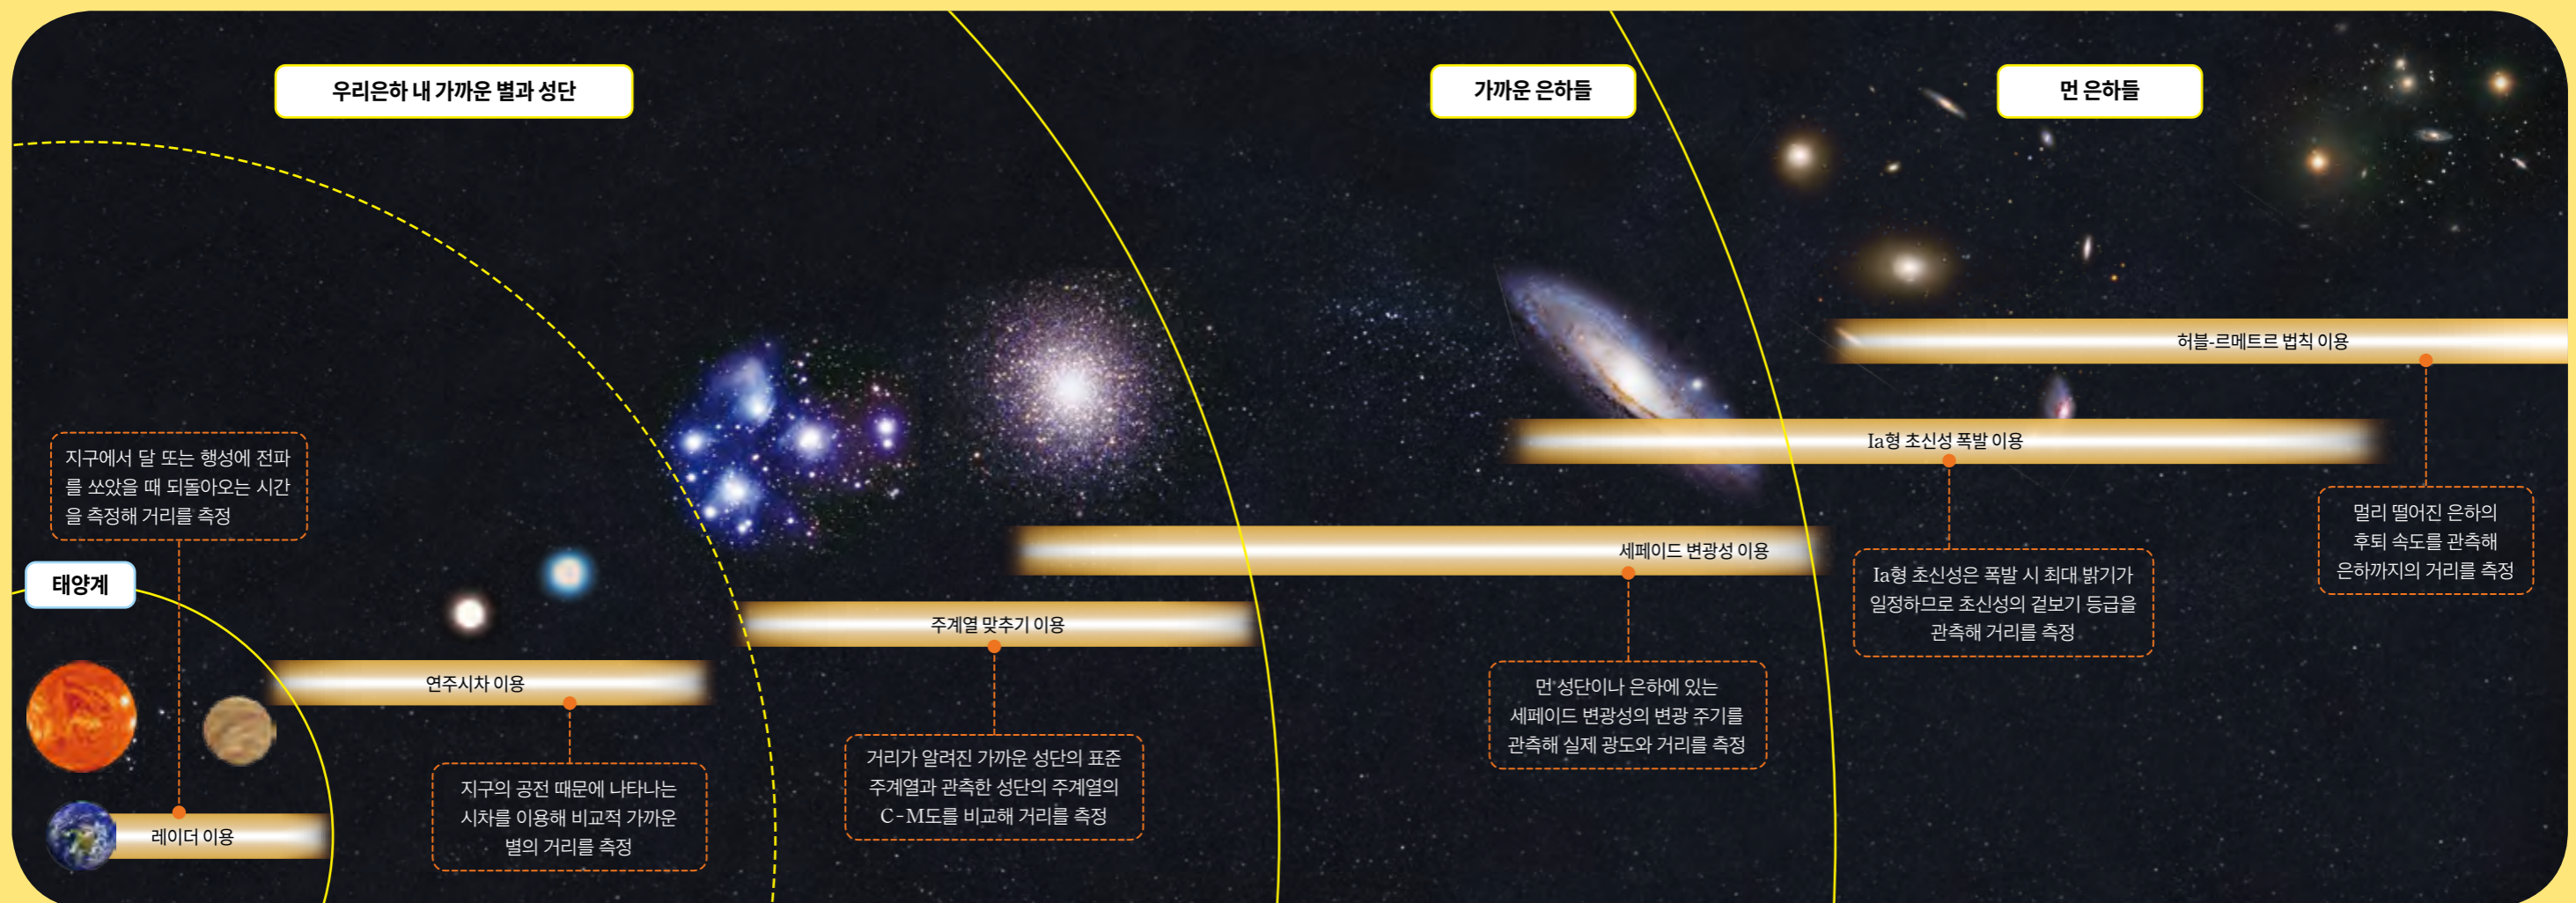 우리은하 내 가까운 별과 성단
가까운 은하들
먼 은하들
허블-르메트르 법칙 이용
멀리 떨어진 은하의
후퇴 속도를 관측해
은하까지의 거리를 측정
Ia형 초신성 폭발 이용
Ia형 초신성은 폭발 시 최대 밝기가
일정하므로 초신성의 겉보기 등급을
관측해 거리를 측정
세페이드 변광성 이용
먼 성단이나 은하에 있는
세페이드 변광성의 변광 주기를
관측해 실제 광도와 거리를 측정
주계열 맞추기 이용
거리가 알려진 가까운 성단의 표준
주계열과 관측한 성단의 주계열의
C-M도를 비교해 거리를 측정
연주시차 이용
지구의 공전 때문에 나타나는
시차를 이용해 비교적 가까운
별의 거리를 측정
지구에서 달 또는 행성에 전파
를 쏘았을 때 되돌아오는 시간
을 측정해 거리를 측정
태양계
레이더 이용